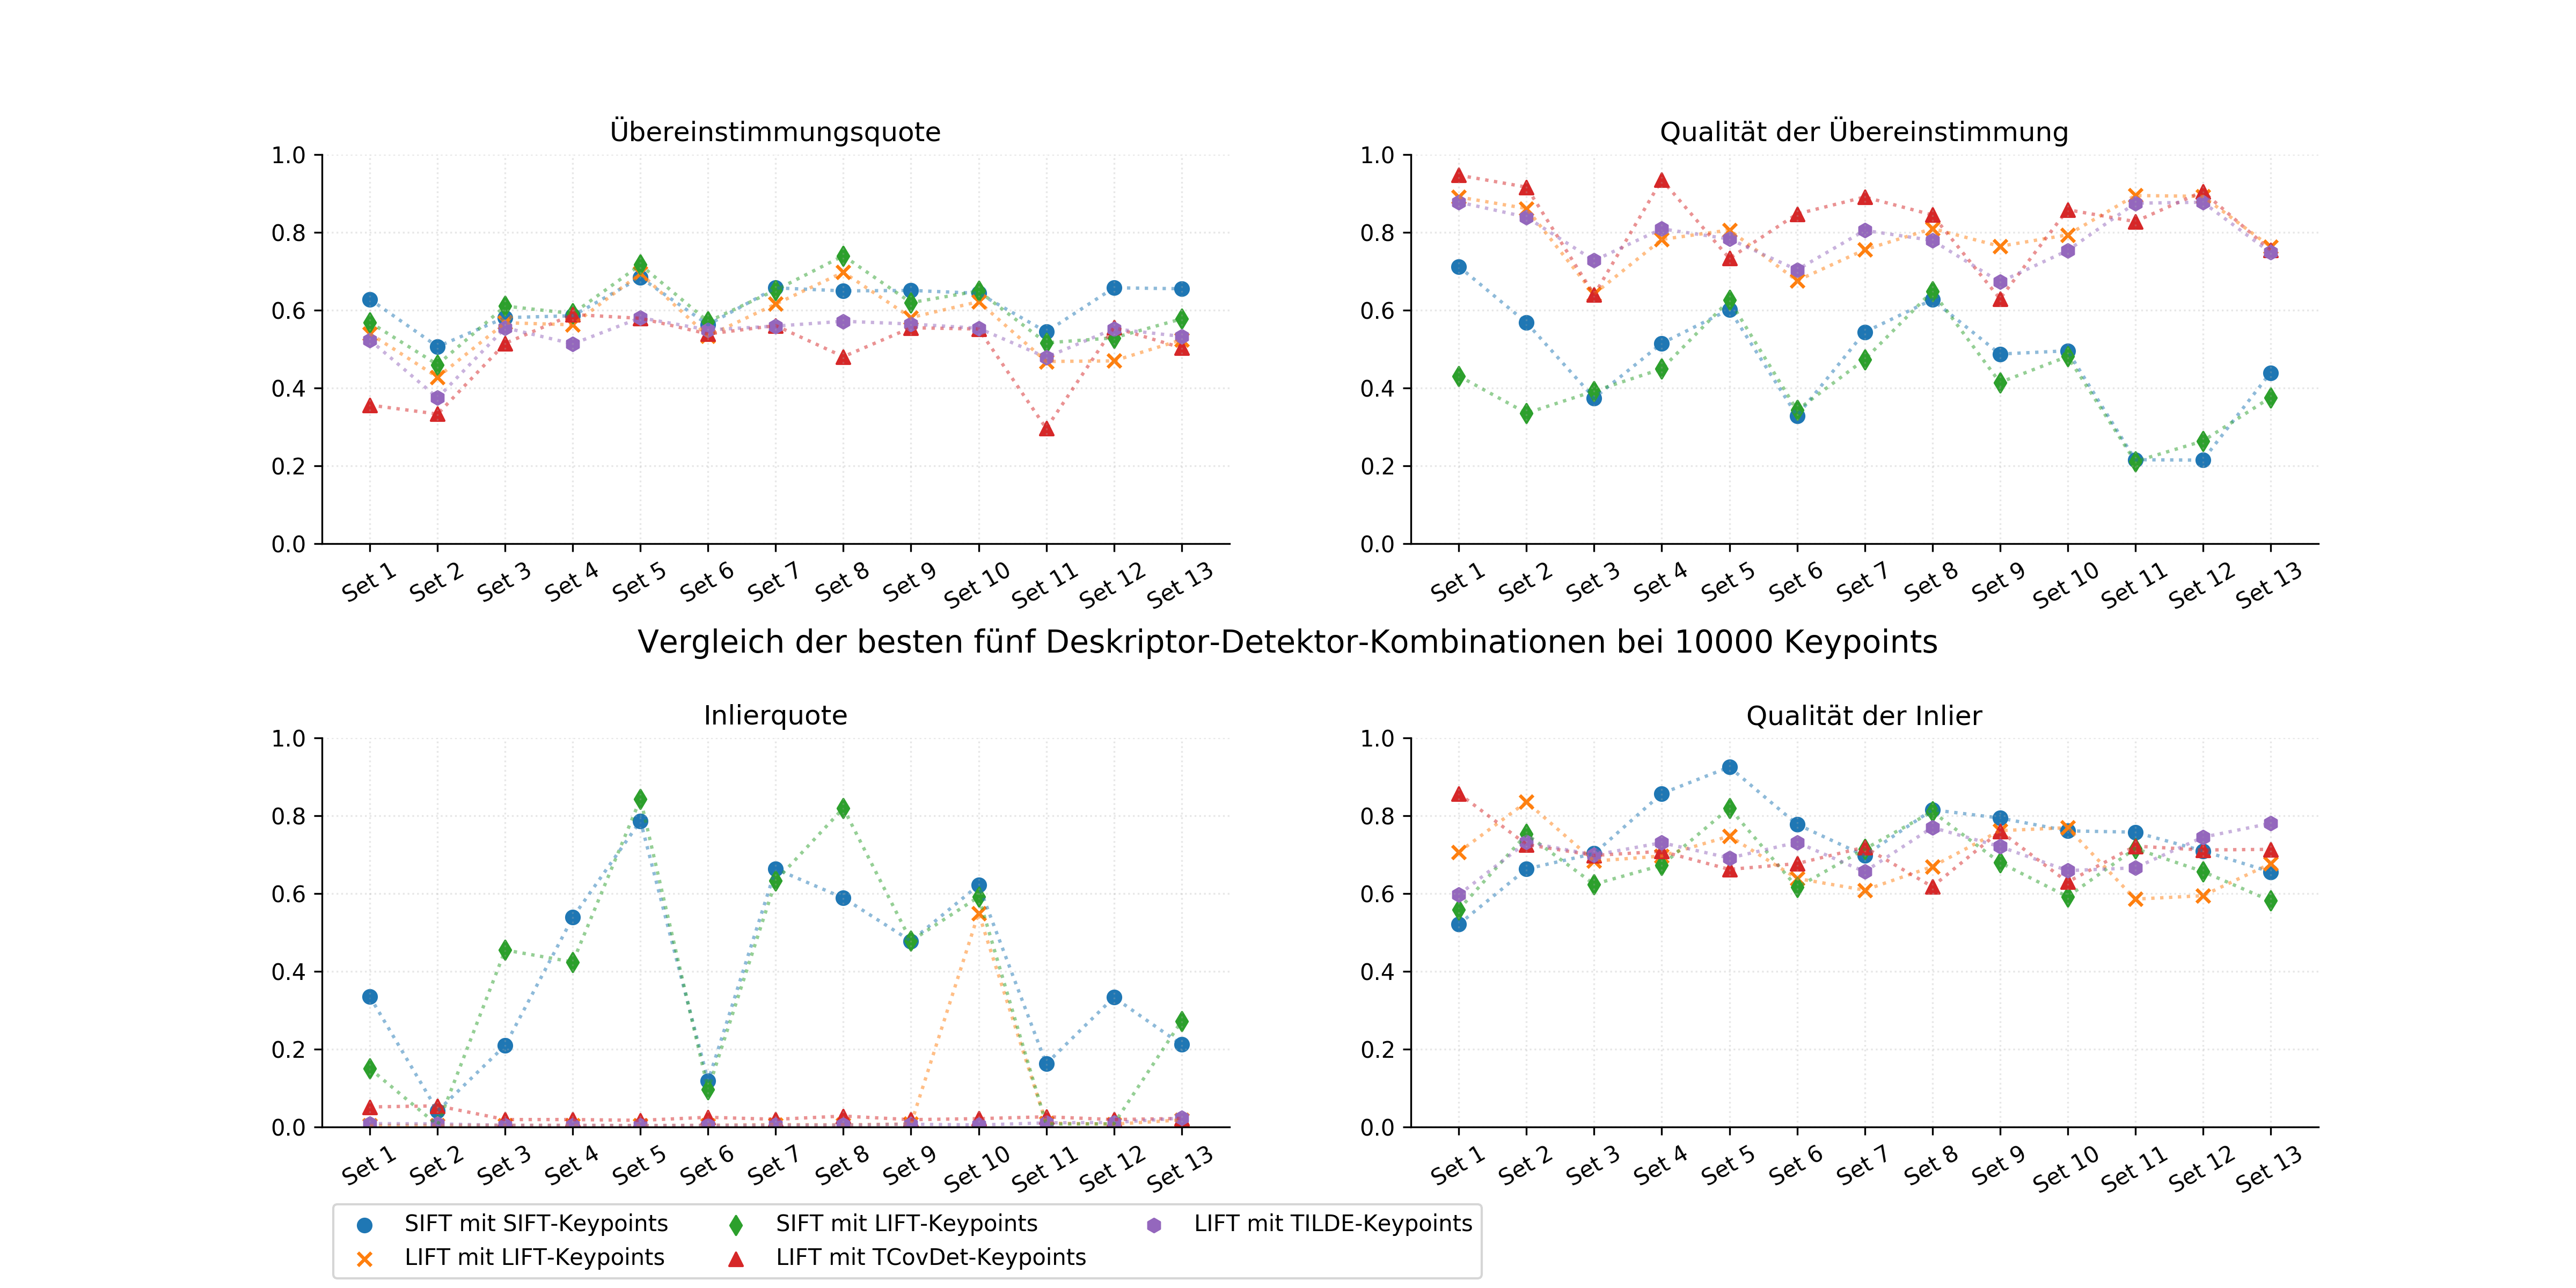 Übereinstimmungsquote
1.0
0.8
0.6
0.4
0.2
0.0
Set 1 Set 2 Set 3 Set 4 Set 5 Set 6 Set 7 Set 8 Set 9 Set 10 Set 11 Set 12 Set 13
Qualität der Übereinstimmung
1.0
0.8
0.6
0.4
0.2
0.0
Set 1 Set 2 Set 3 Set 4 Set 5 Set 6 Set 7 Set 8 Set 9 Set 10 Set 11 Set 12 Set 13
Vergleich der besten fünf Deskriptor-Detektor-Kombinationen bei 10000 Keypoints
Inlierquote
1.0
0.8
0.6
0.4
0.2
0.0
Set 1 Set 2 Set 3 Set 4 Set 5 Set 6 Set 7 Set 8 Set 9 Set 10 Set 11 Set 12 Set 13
Qualität der Inlier
1.0
0.8
0.6
0.4
0.2
0.0
Set 1 Set 2 Set 3 Set 4 Set 5 Set 6 Set 7 Set 8 Set 9 Set 10 Set 11 Set 12 Set 13
SIFT mit SIFT-Keypoints
LIFT mit LIFT-Keypoints
SIFT mit LIFT-Keypoints
LIFT mit TCovDet-Keypoints
LIFT mit TILDE-Keypoints